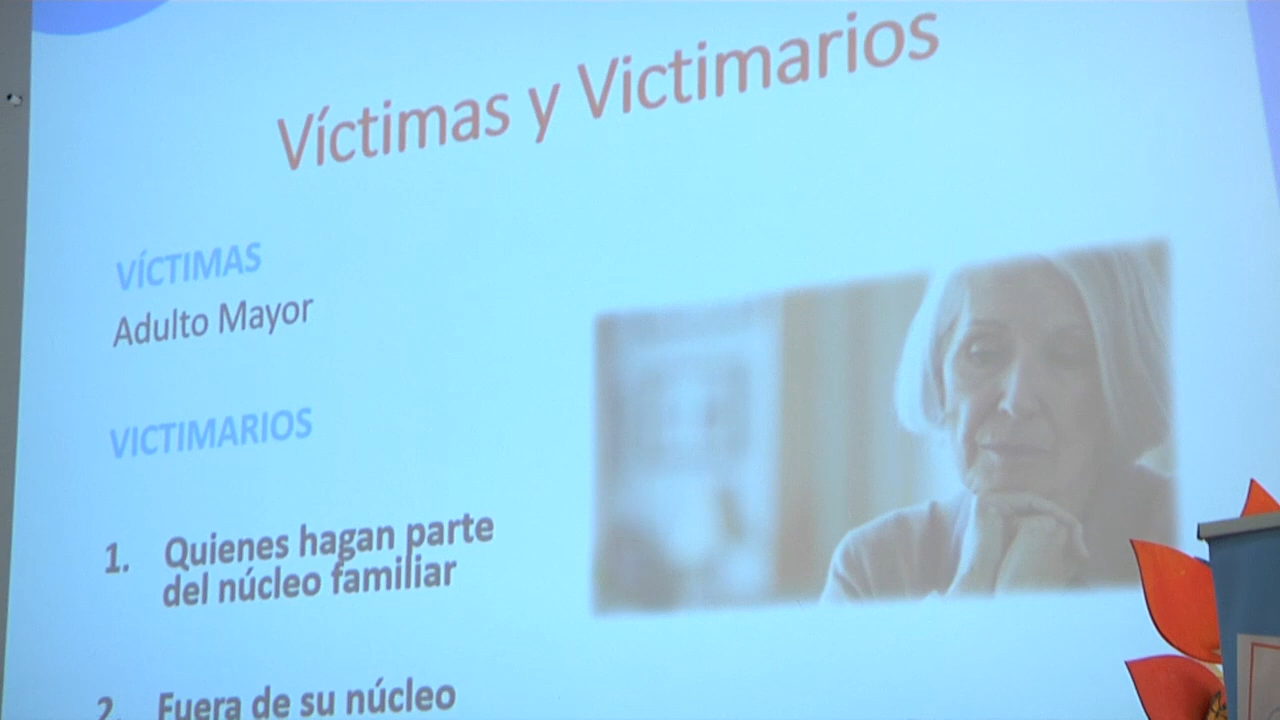 Víctimas y Victimarios
VÍCTIMAS
Adulto Mayor
VICTIMARIOS
1. Quienes hagan parte
del núcleo familiar
2. Fuera de su núcleo